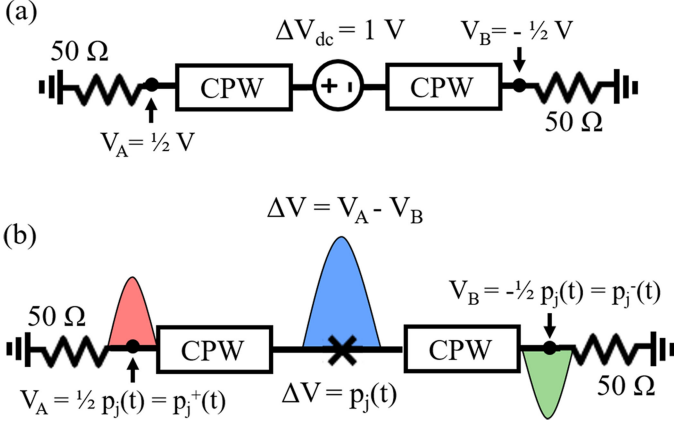 (a)
50 Ω
ΔV_dc = 1 V
V_B= - ½ V
CPW
+ -
CPW
V_A= ½ V
50 Ω
(b)
ΔV = V_A - V_B
V_B = -½ p_j(t) = p_j^-(t)
50 Ω
CPW
CPW
V_A = ½ p_j(t) = p_j^+(t)
ΔV = p_j(t)
50 Ω